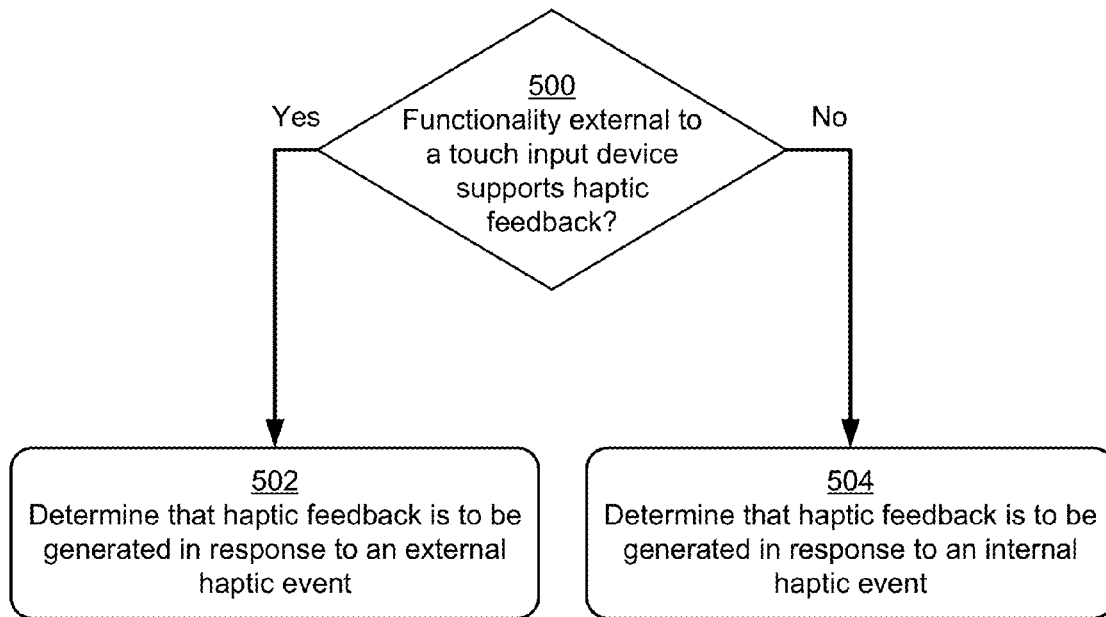 500
Yes
Functionality external to
No
a touch input device
supports haptic
feedback?
502
Determine that haptic feedback is to be
generated in response to an external
haptic event
504
Determine that haptic feedback is to be
generated in response to an internal
haptic event